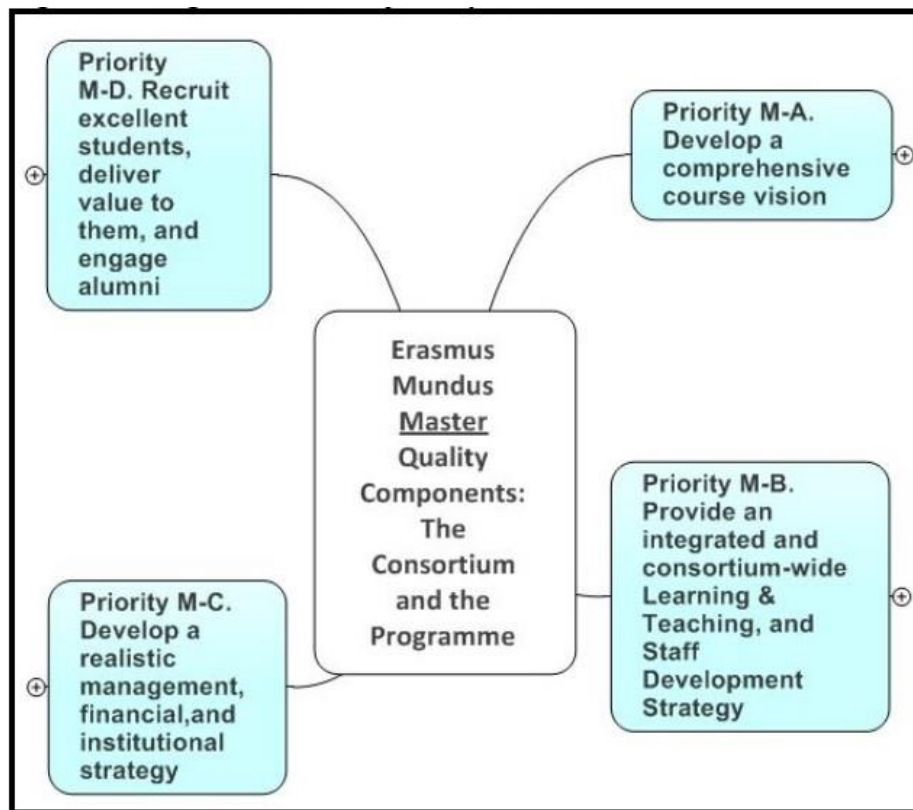 Priority
M-D. Recruit
excellent
students,
deliver
value to
them, and
engage
alumni
Priority M-A.
Develop a
comprehensive
course vision
Erasmus
Mundus
Master
Quality
Components:
The
Consortium
and the
Programme
Priority M-B.
Provide an
integrated and
consortium-wide
Learning &
Teaching, and
Staff
Development
Strategy
Priority M-C.
Develop a
realistic
management,
financial,and
institutional
strategy